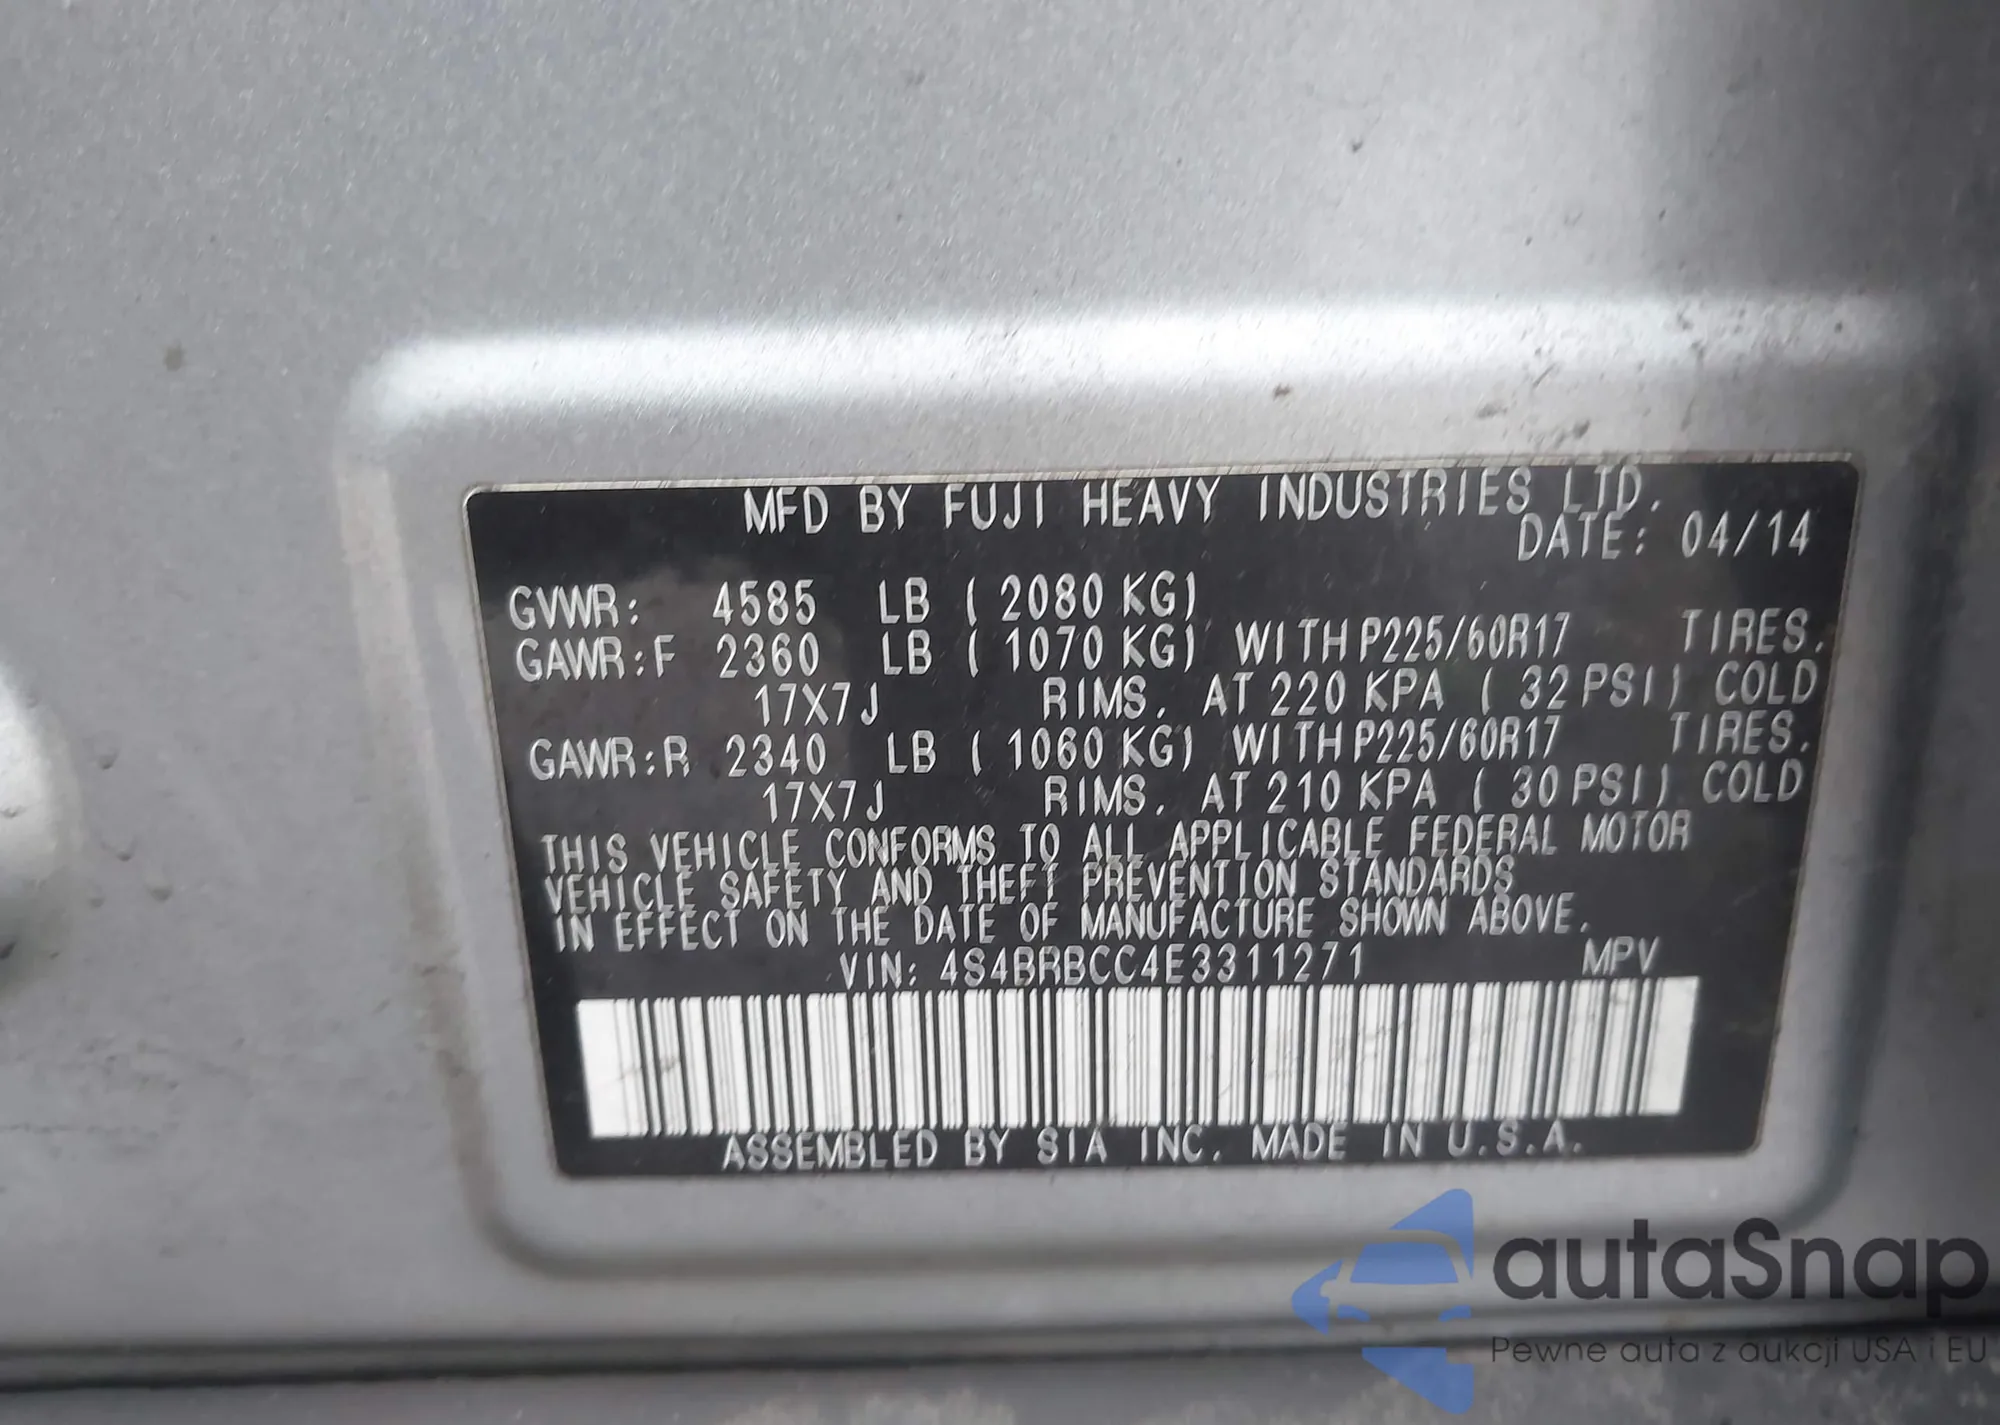 MFD BY FUJI HEAVY INDUSTRIES LTD.
DATE: 04/14
GVWR: 4585 LB ( 2080 KG)
GAWR:F 2360 LB ( 1070 KG) WITH P225/60R17 TIRES.
17X7J RIMS. AT 220 KPA ( 32 PSI) COLD
GAWR:R 2340 LB ( 1060 KG) WITH P225/60R17 TIRES.
17X7J RIMS. AT 210 KPA ( 30 PSI) COLD
THIS VEHICLE CONFORMS TO ALL APPLICABLE FEDERAL MOTOR
VEHICLE SAFETY AND THEFT PREVENTION STANDARDS
IN EFFECT ON THE DATE OF MANUFACTURE SHOWN ABOVE.
VIN: 4S4BRBCC4E3311271 MPV
ASSEMBLED BY SIA INC. MADE IN U.S.A.
autaSnap
Pewne auta z aukcji USA i EU